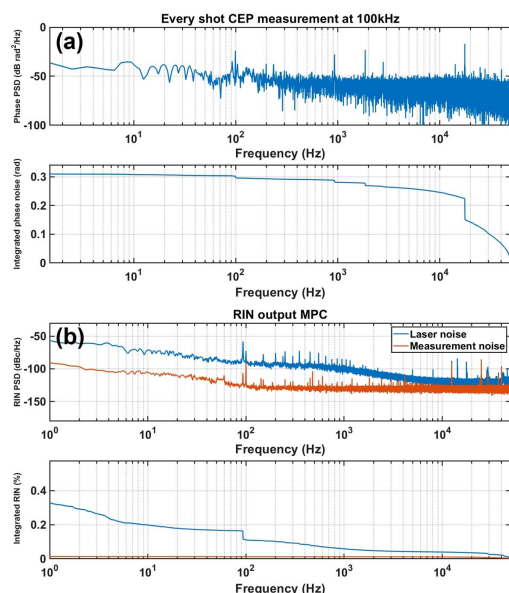 Every shot CEP measurement at 100kHz
(a)
Phase PSD (dB rad²/Hz)
0
-50
-100
10¹ 10² 10³ 10⁴
Frequency (Hz)
Integrated phase noise (rad)
0.3
0.2
0.1
0
10¹ 10² 10³ 10⁴
Frequency (Hz)
RIN output MPC
(b)
Laser noise
Measurement noise
RIN PSD (dBc/Hz)
-50
-100
-150
10⁰ 10¹ 10² 10³ 10⁴
Frequency (Hz)
Integrated RIN (%)
0.4
0.2
0
10⁰ 10¹ 10² 10³ 10⁴
Frequency (Hz)